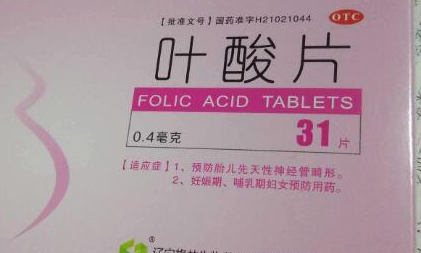 【批准文号】国药准字H21021044
OTC
叶酸片
FOLIC ACID TABLETS
0.4毫克
31片
【适应症】1、预防胎儿先天性神经管畸形。
2、妊娠期、哺乳期妇女预防用药。
®